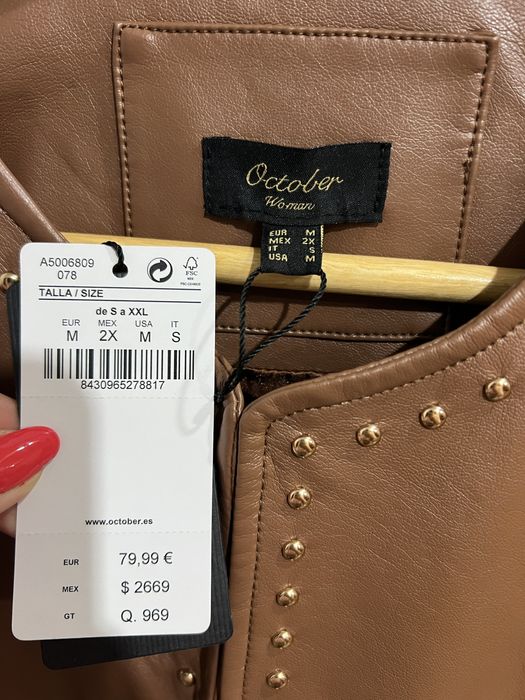 October
Woman
EUR M
MEX 2X
IT S
USA M
A5006809
078
FSC
TALLA / SIZE
de S a XXL
EUR MEX USA IT
M 2X M S
8430965278817
www.october.es
EUR 79,99 €
MEX $ 2669
GT Q. 969